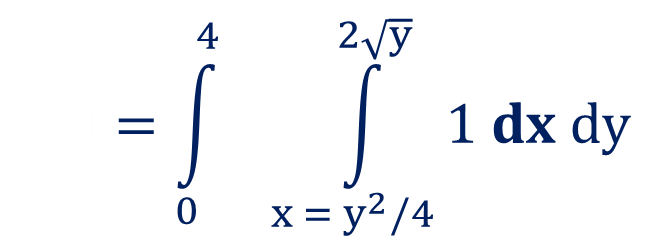 4 2√y
= ∫ ∫ 1 dx dy
0 x = y²/4